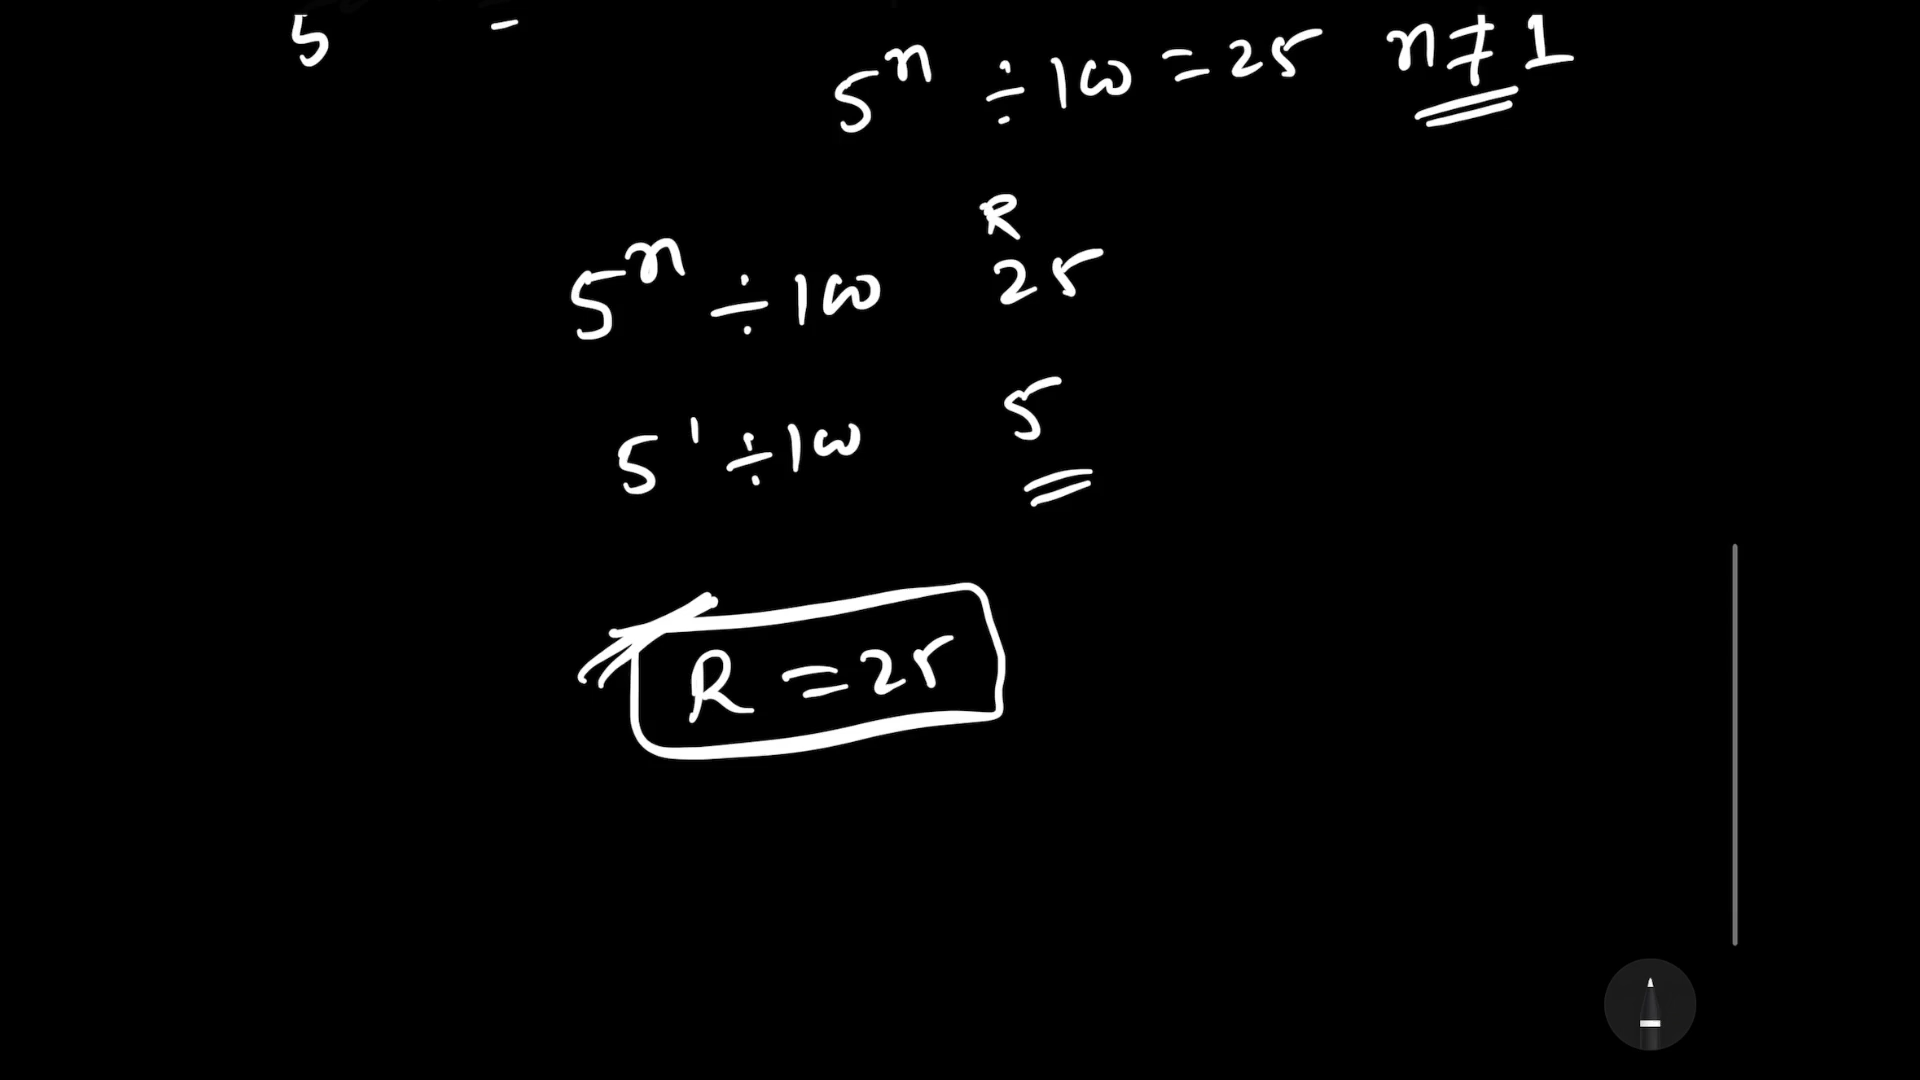 5
5ⁿ ÷ 100 = 25 n ≠ 1
R
5ⁿ ÷ 100 25
5¹ ÷ 100 5
R = 25